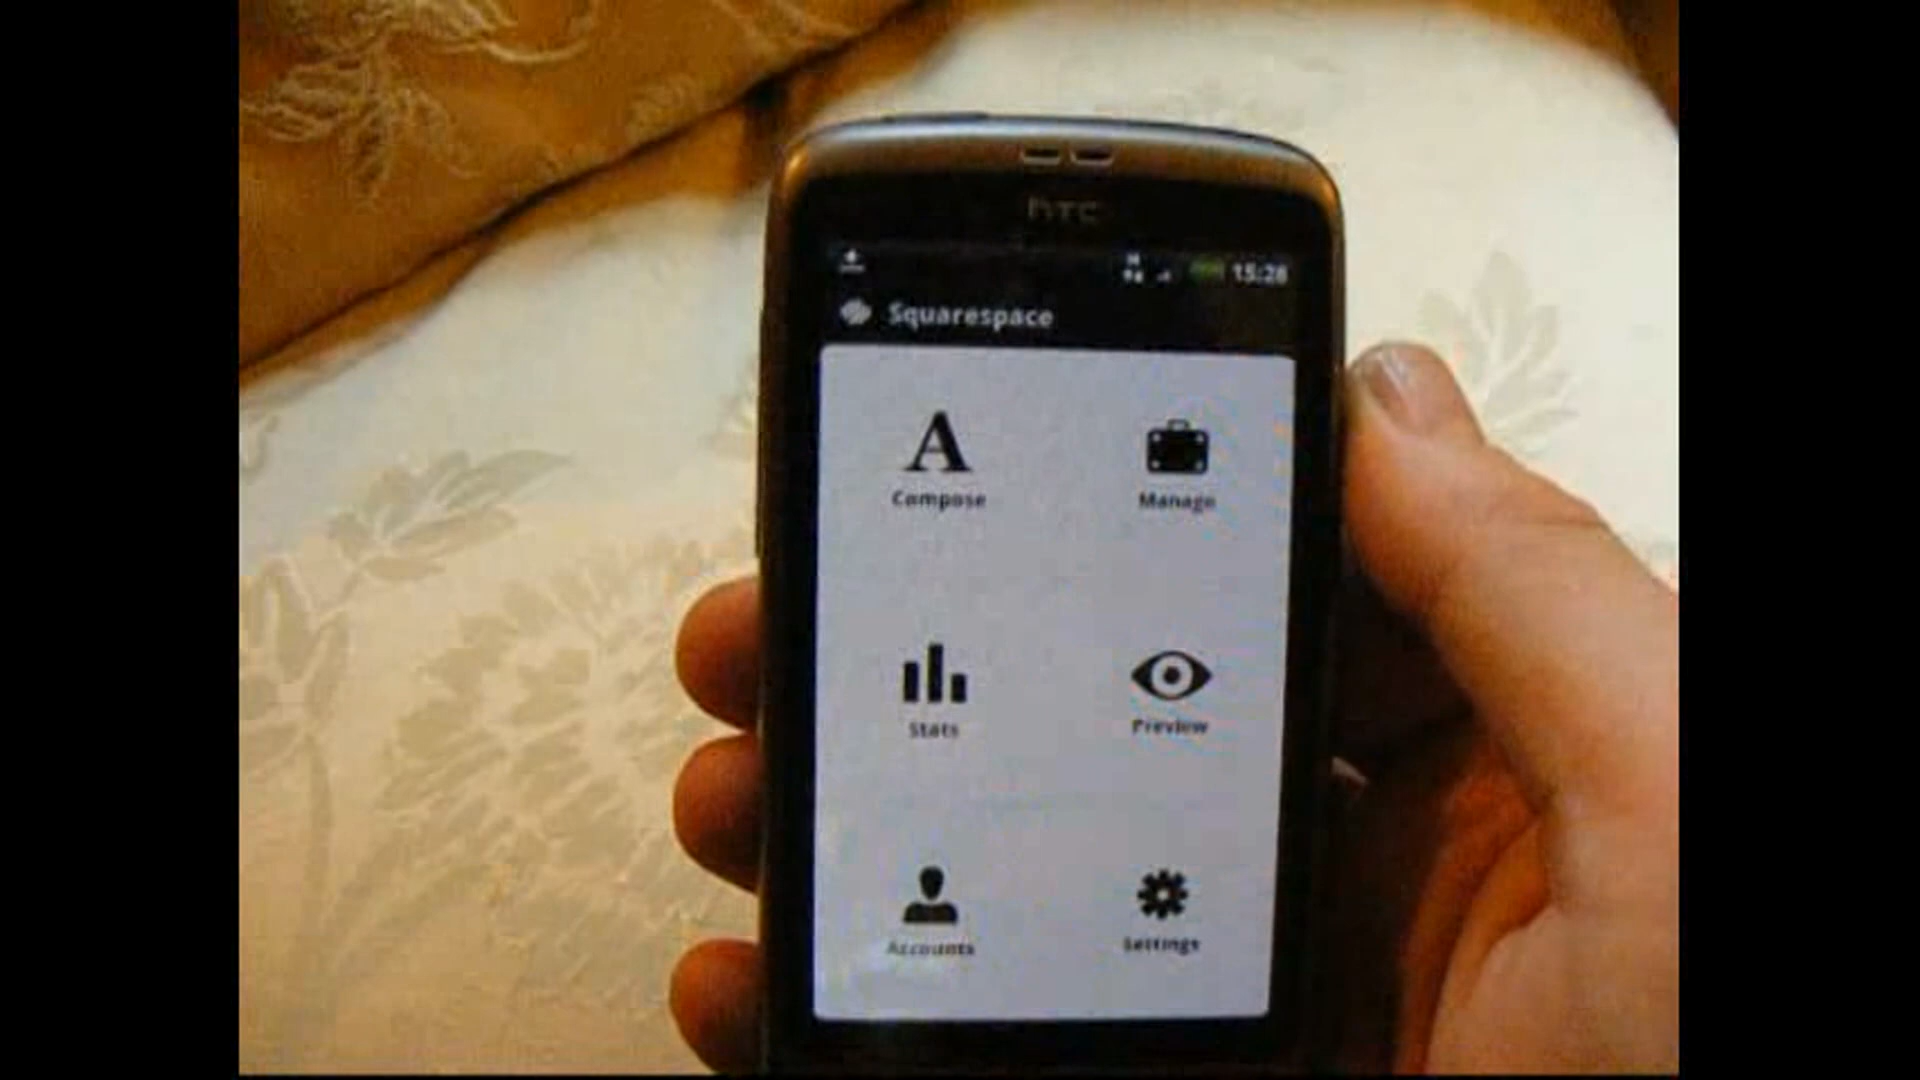 hTC
15:28
Squarespace
Compose
Manage
Stats
Preview
Accounts
Settings